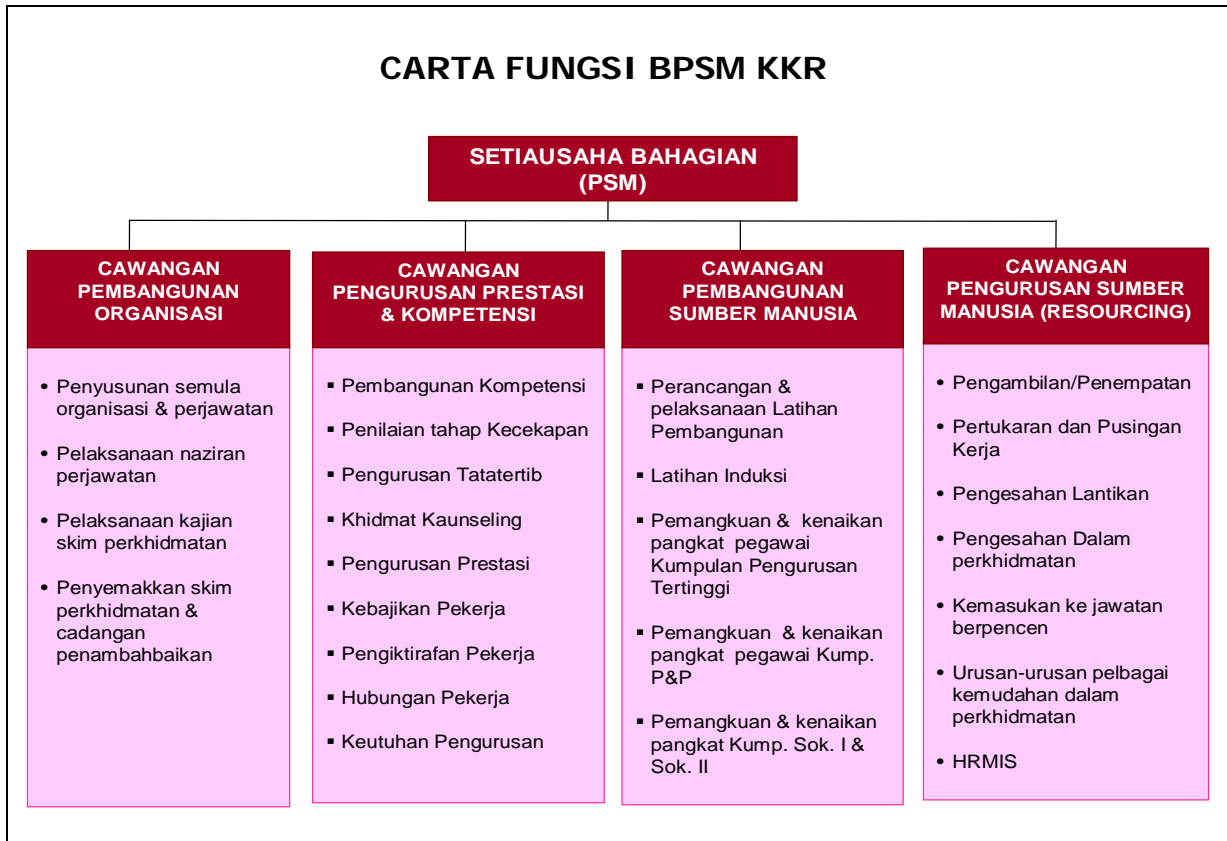 CARTA FUNGSI BPSM KKR
SETIAUSAHA BAHAGIAN
(PSM)
CAWANGAN
PEMBANGUNAN
ORGANISASI
• Penyusunan semula
organisasi & perjawatan
• Pelaksanaan naziran
perjawatan
• Pelaksanaan kajian
skim perkhidmatan
• Penyemakkan skim
perkhidmatan &
cadangan
penambahbaikan
CAWANGAN
PENGURUSAN PRESTASI
& KOMPETENSI
▪ Pembangunan Kompetensi
▪ Penilaian tahap Kecekapan
▪ Pengurusan Tatatertib
▪ Khidmat Kaunseling
▪ Pengurusan Prestasi
▪ Kebajikan Pekerja
▪ Pengiktirafan Pekerja
▪ Hubungan Pekerja
▪ Keutuhan Pengurusan
CAWANGAN
PEMBANGUNAN
SUMBER MANUSIA
▪ Perancangan &
pelaksanaan Latihan
Pembangunan
▪ Latihan Induksi
▪ Pemangkuan & kenaikan
pangkat pegawai
Kumpulan Pengurusan
Tertinggi
▪ Pemangkuan & kenaikan
pangkat pegawai Kump.
P&P
▪ Pemangkuan & kenaikan
pangkat Kump. Sok. I &
Sok. II
CAWANGAN
PENGURUSAN SUMBER
MANUSIA (RESOURCING)
• Pengambilan/Penempatan
• Pertukaran dan Pusingan
Kerja
• Pengesahan Lantikan
• Pengesahan Dalam
perkhidmatan
• Kemasukan ke jawatan
berpencen
• Urusan-urusan pelbagai
kemudahan dalam
perkhidmatan
• HRMIS